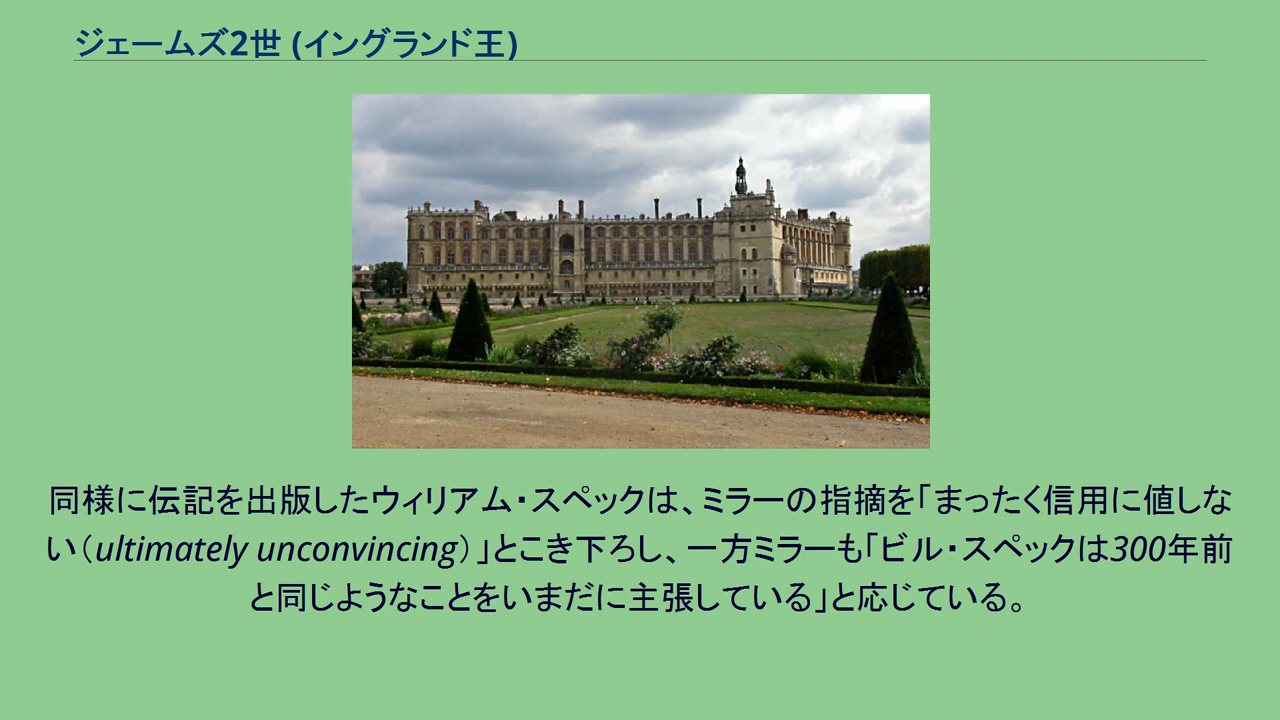 ジェームズ2世 (イングランド王)
同様に伝記を出版したウィリアム・スペックは、ミラーの指摘を「まったく信用に値しな
い（ultimately unconvincing）」とこき下ろし、一方ミラーも「ビル・スペックは300年前
と同じようなことをいまだに主張している」と応じている。